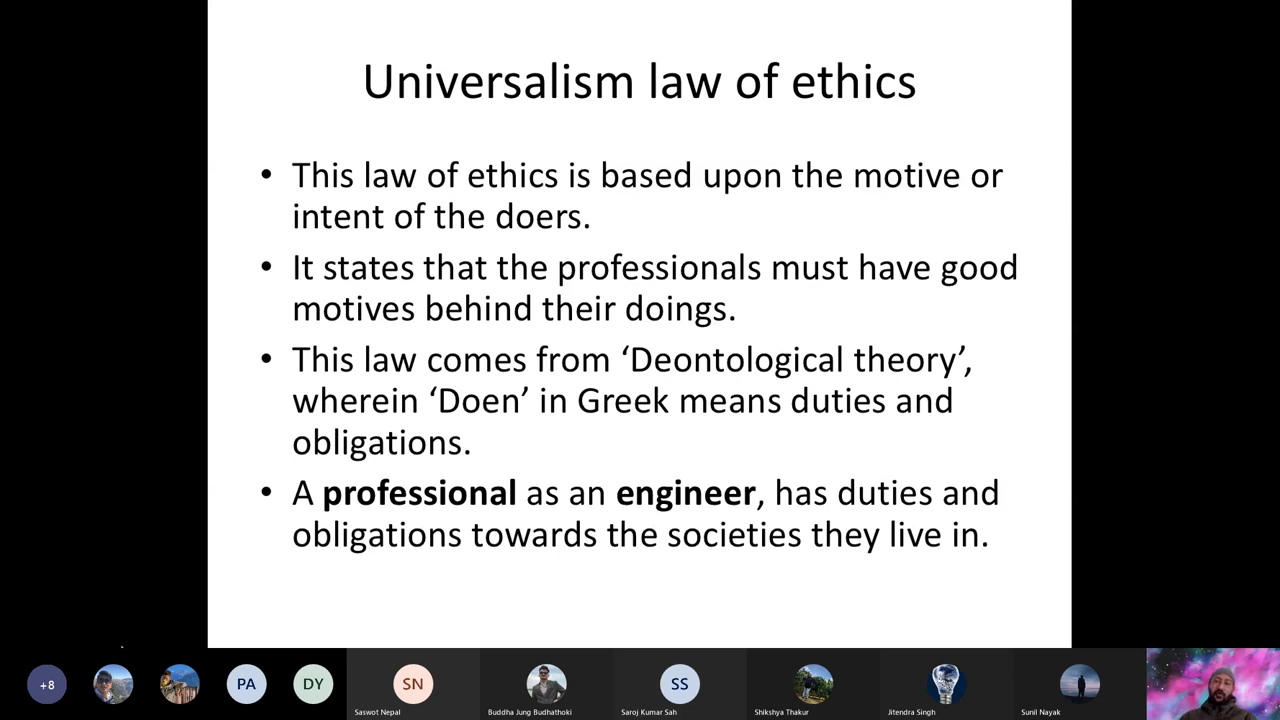 Universalism law of ethics
• This law of ethics is based upon the motive or
intent of the doers.
• It states that the professionals must have good
motives behind their doings.
• This law comes from ‘Deontological theory’,
wherein ‘Doen’ in Greek means duties and
obligations.
• A professional as an engineer, has duties and
obligations towards the societies they live in.
+8
PA
DY
SN
SS
Saswot Nepal
Buddha Jung Budhathoki
Saroj Kumar Sah
Shikshya Thakur
Jitendra Singh
Sunil Nayak